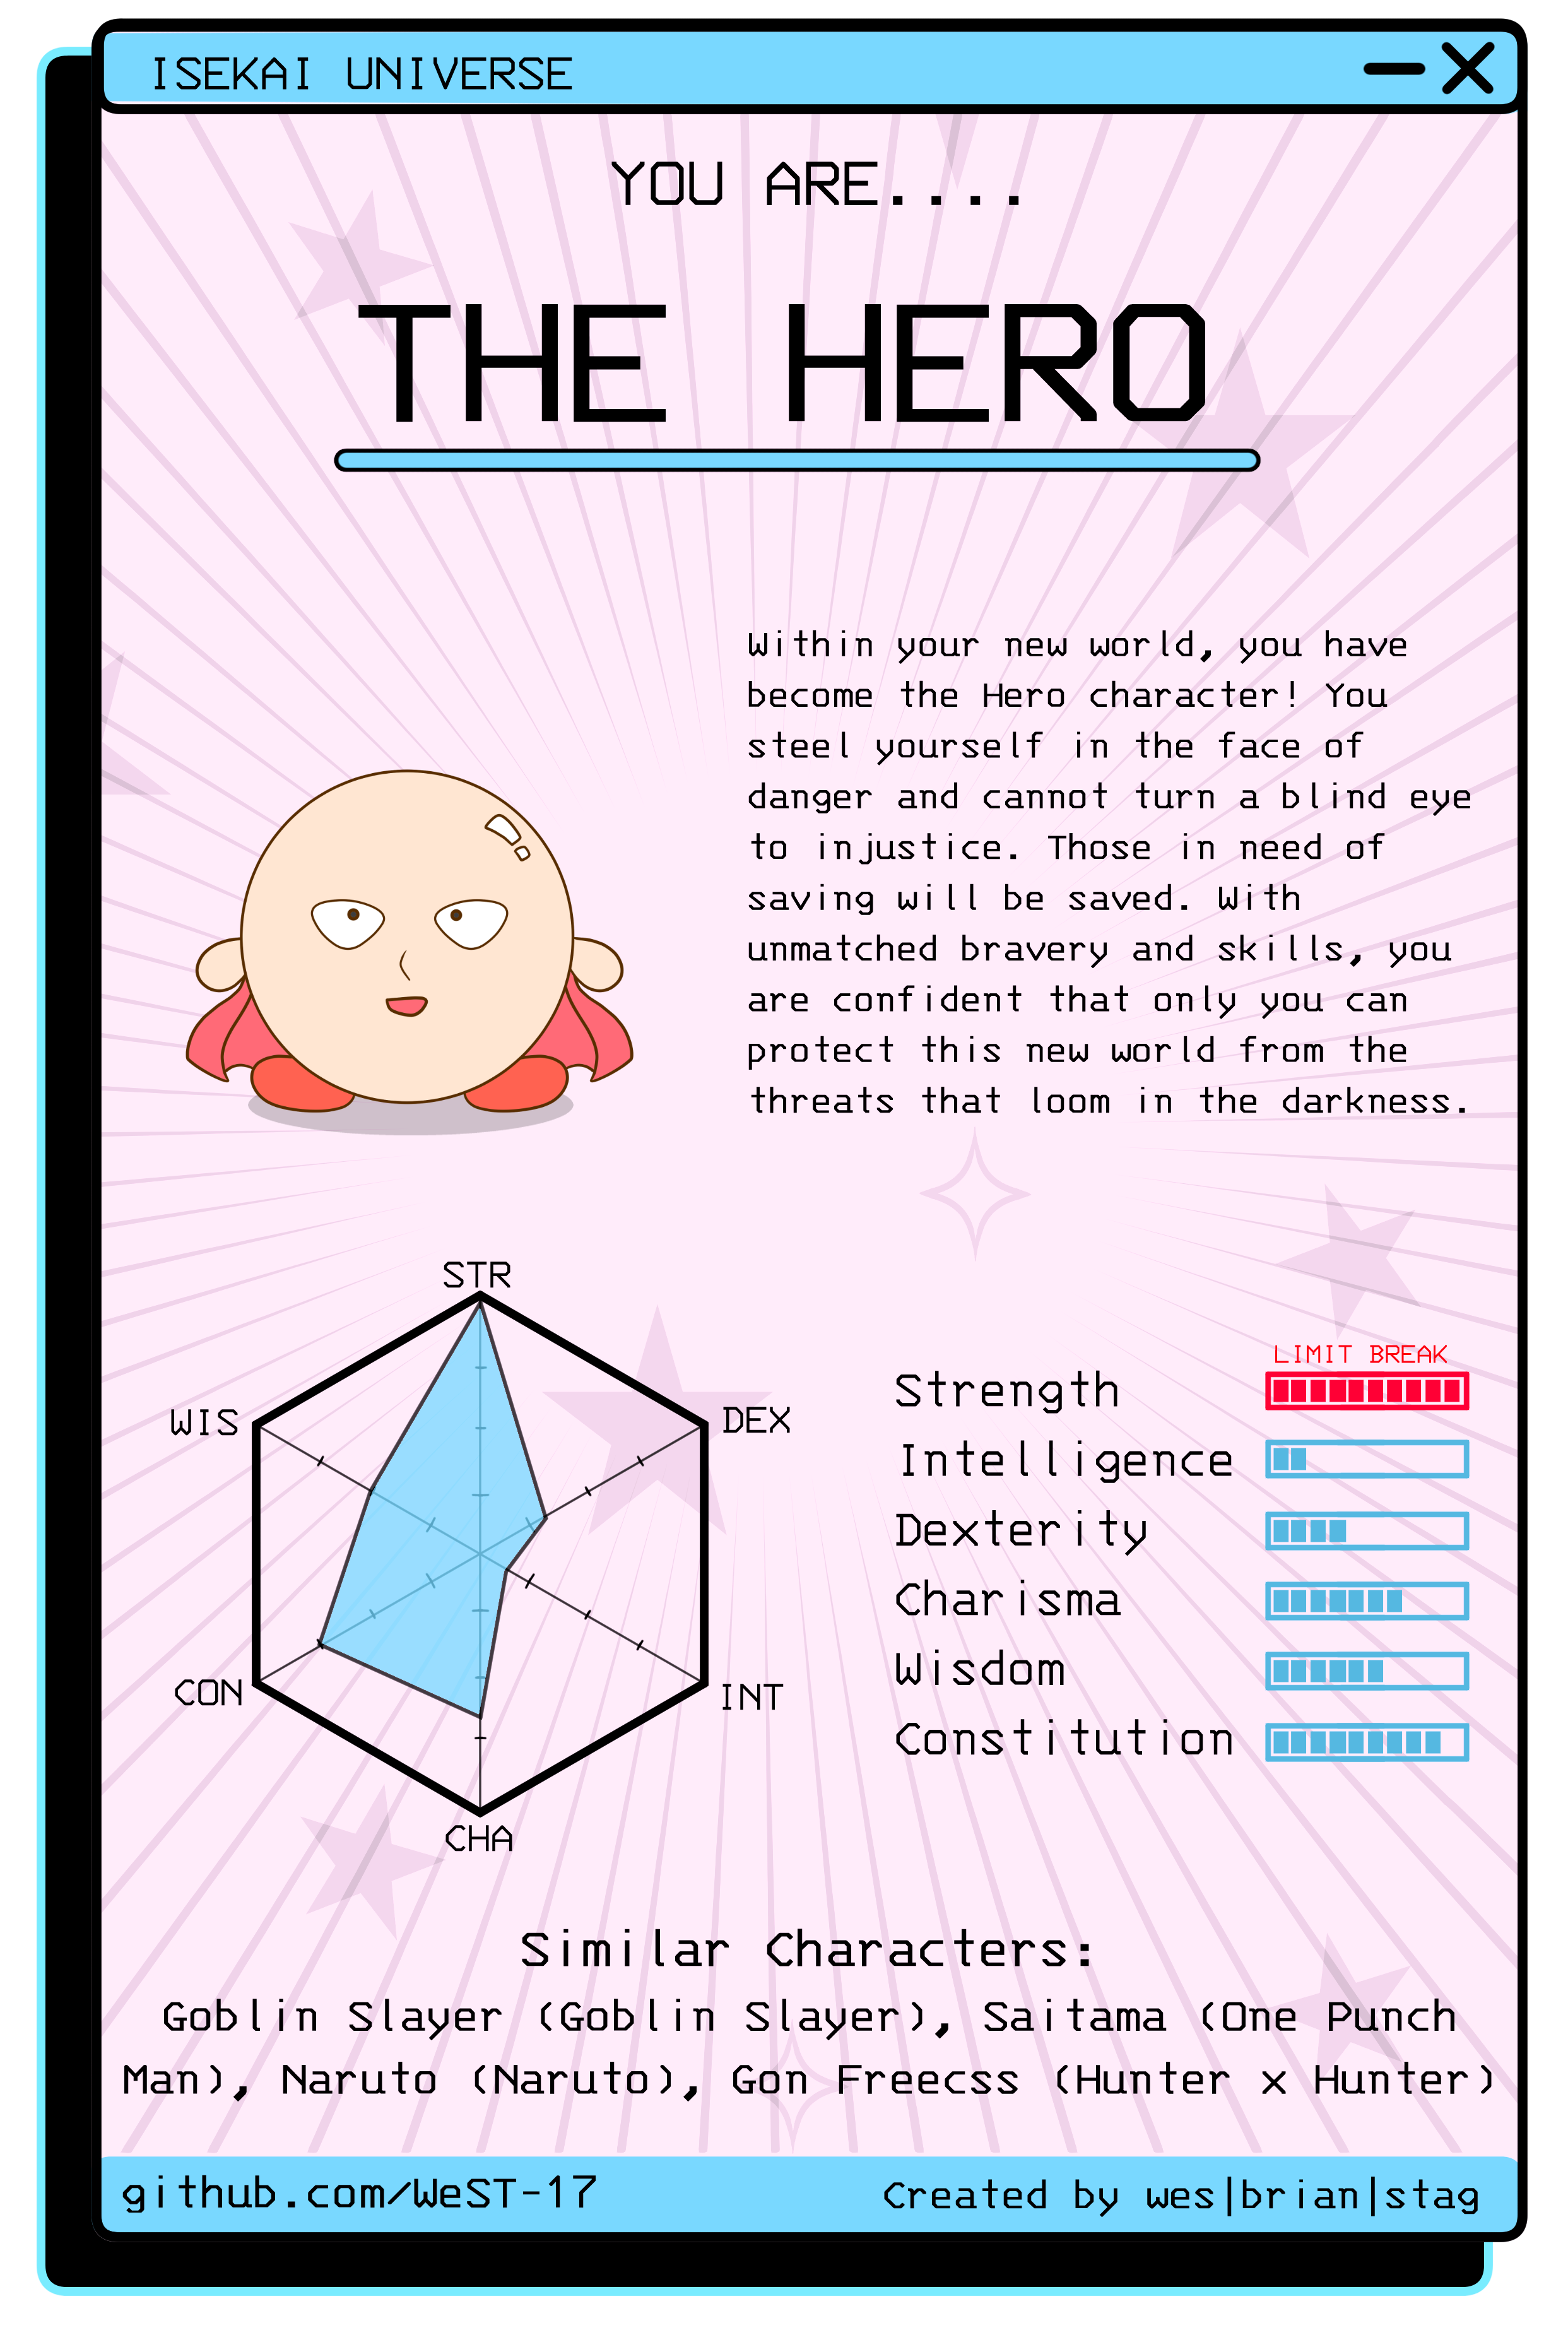 ISEKAI UNIVERSE
YOU ARE....
THE HERO
Within your new world, you have
become the Hero character! You
steel yourself in the face of
danger and cannot turn a blind eye
to injustice. Those in need of
saving will be saved. With
unmatched bravery and skills, you
are confident that only you can
protect this new world from the
threats that loom in the darkness.
STR
WIS
DEX
CON
INT
CHA
LIMIT BREAK
Strength
Intelligence
Dexterity
Charisma
Wisdom
Constitution
Similar Characters:
Goblin Slayer (Goblin Slayer), Saitama (One Punch
Man), Naruto (Naruto), Gon Freecss (Hunter x Hunter)
github.com/WeST-17
Created by wes|brian|stag